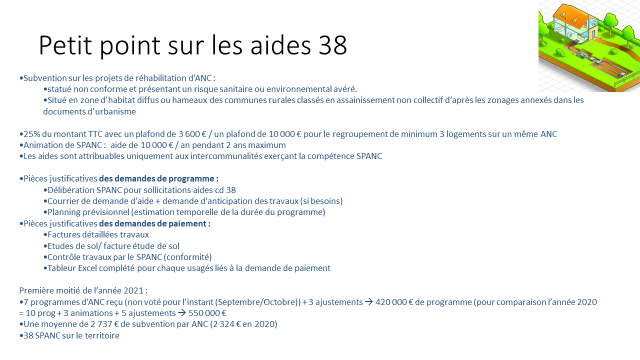 Petit point sur les aides 38
•Subvention sur les projets de réhabilitation d'ANC :
•statué non conforme et présentant un risque sanitaire ou environnemental avéré.
•Situé en zone d'habitat diffus ou hameaux des communes rurales classés en assainissement non collectif d'après les zonages annexés dans les
documents d'urbanisme
•25% du montant TTC avec un plafond de 3 600 € / un plafond de 10 000 € pour le regroupement de minimum 3 logements sur un même ANC
•Animation de SPANC : aide de 10 000 € / an pendant 2 ans maximum
•Les aides sont attribuables uniquement aux intercommunalités exerçant la compétence SPANC
•Pièces justificatives des demandes de programme :
•Délibération SPANC pour sollicitations aides cd 38
•Courrier de demande d'aide + demande d'anticipation des travaux (si besoins)
•Planning prévisionnel (estimation temporelle de la durée du programme)
•Pièces justificatives des demandes de paiement :
•Factures détaillées travaux
•Etudes de sol/ facture étude de sol
•Contrôle travaux par le SPANC (conformité)
•Tableur Excel complété pour chaque usagés liés à la demande de paiement
Première moitié de l'année 2021 :
•7 programmes d'ANC reçu (non voté pour l'instant (Septembre/Octobre)) + 3 ajustements → 420 000 € de programme (pour comparaison l'année 2020
= 10 prog + 3 animations + 5 ajustements → 550 000 €
•Une moyenne de 2 737 € de subvention par ANC (2 324 € en 2020)
•38 SPANC sur le territoire